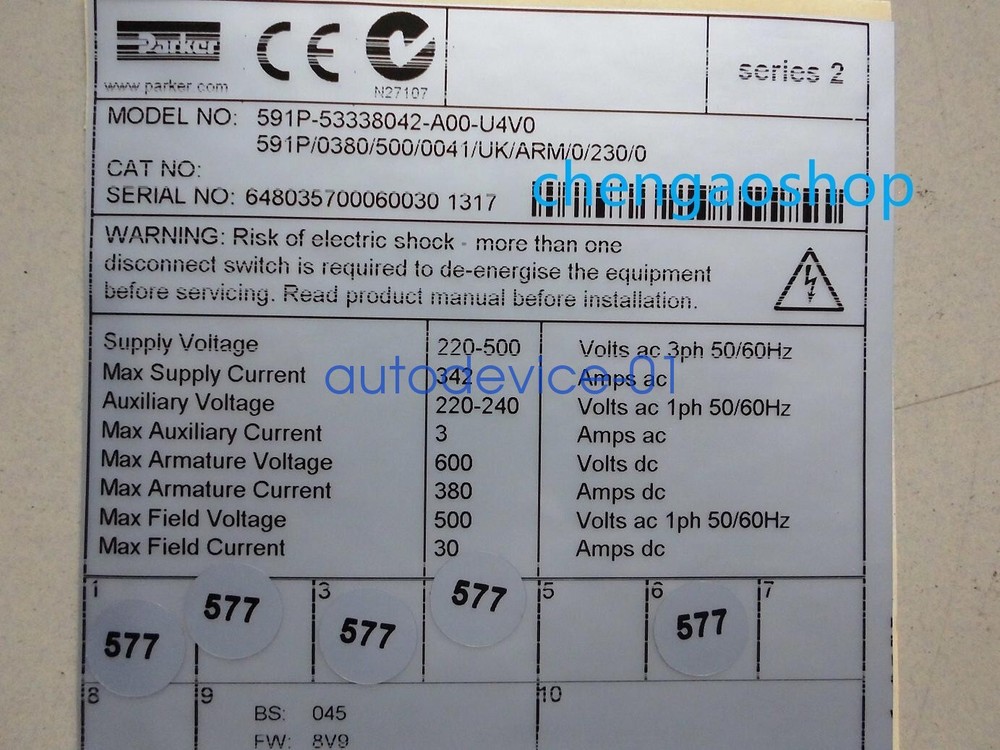 Parker
CE
www.parker.com
N27107
series 2
MODEL NO: 591P-53338042-A00-U4V0
591P/0380/500/0041/UK/ARM/0/230/0
CAT NO:
SERIAL NO: 648035700060030 1317
chengaoshop
WARNING: Risk of electric shock - more than one
disconnect switch is required to de-energise the equipment
before servicing. Read product manual before installation.
Supply Voltage 220-500 Volts ac 3ph 50/60Hz
Max Supply Current 342 Amps ac
autodevice-01
Auxiliary Voltage 220-240 Volts ac 1ph 50/60Hz
Max Auxiliary Current 3 Amps ac
Max Armature Voltage 600 Volts dc
Max Armature Current 380 Amps dc
Max Field Voltage 500 Volts ac 1ph 50/60Hz
Max Field Current 30 Amps dc
1 3 5 6 7
577 577 577 577 577
8 9 10
BS: 045
FW: 8V9